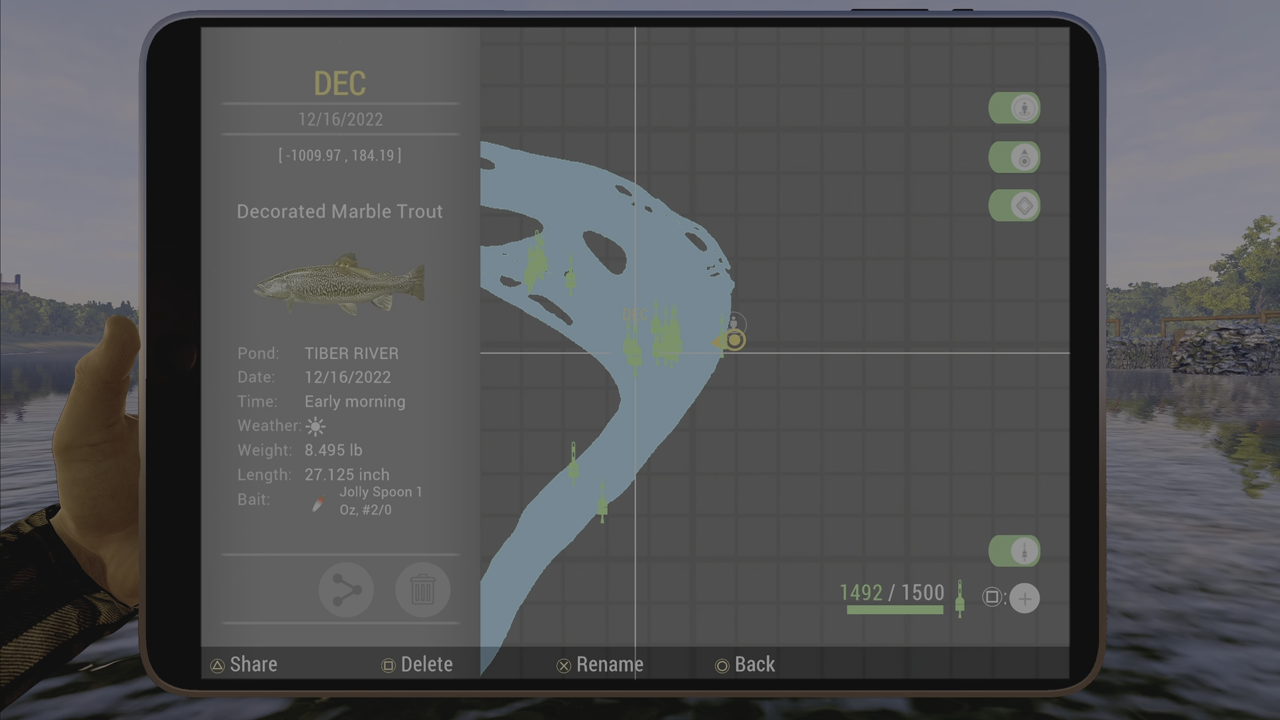 DEC
12/16/2022
[ -1009.97 , 184.19 ]
Decorated Marble Trout
Pond: TIBER RIVER
Date: 12/16/2022
Time: Early morning
Weather:
Weight: 8.495 lb
Length: 27.125 inch
Bait: Jolly Spoon 1
Oz, #2/0
DEC
1492 / 1500
Share
Delete
Rename
Back